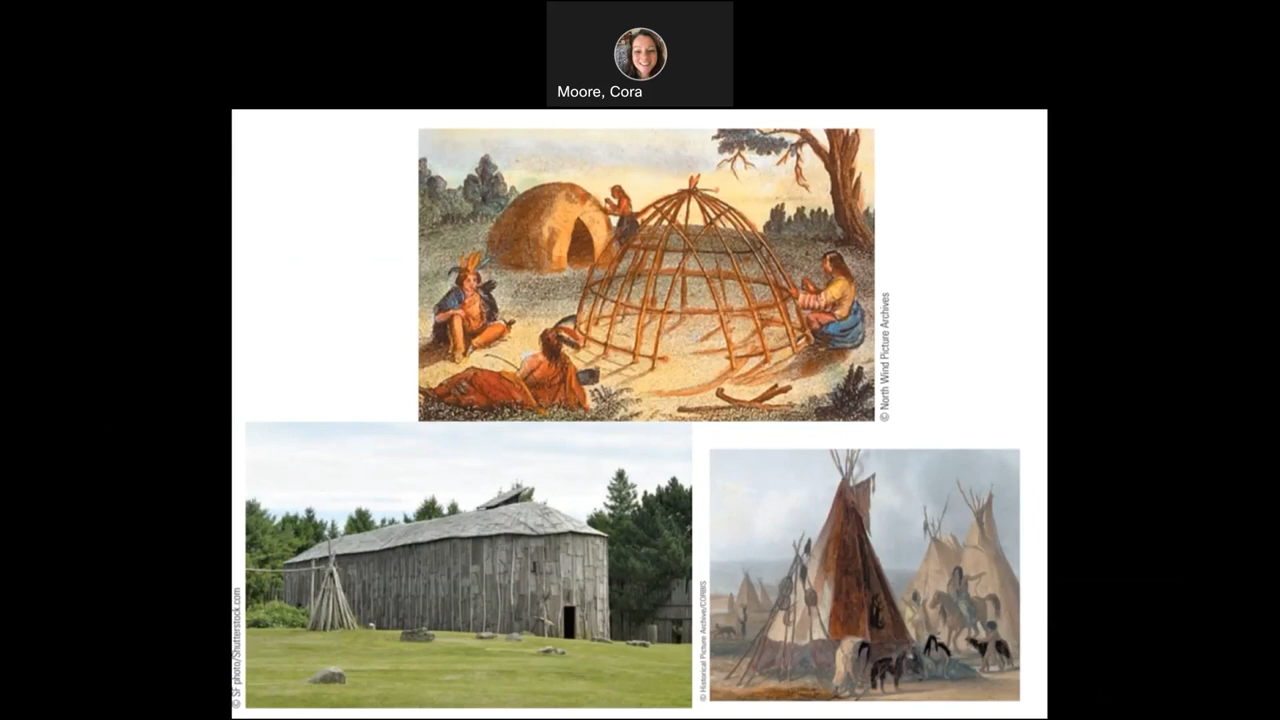 Moore, Cora
© North Wind Picture Archives
© SF photo/Shutterstock.com
© Historical Picture Archive/CORBIS